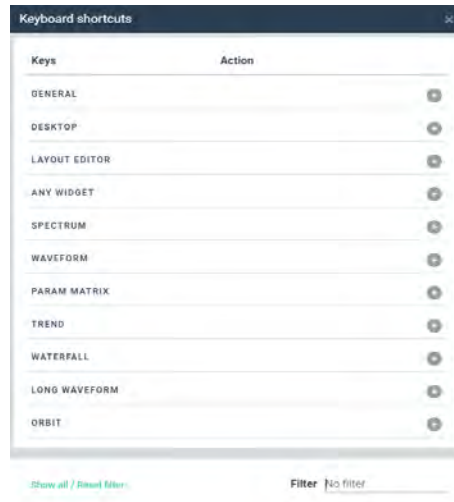 Keyboard shortcuts ×
Keys Action
GENERAL
DESKTOP
LAYOUT EDITOR
ANY WIDGET
SPECTRUM
WAVEFORM
PARAM MATRIX
TREND
WATERFALL
LONG WAVEFORM
ORBIT
Show all / Reset filter Filter No filter